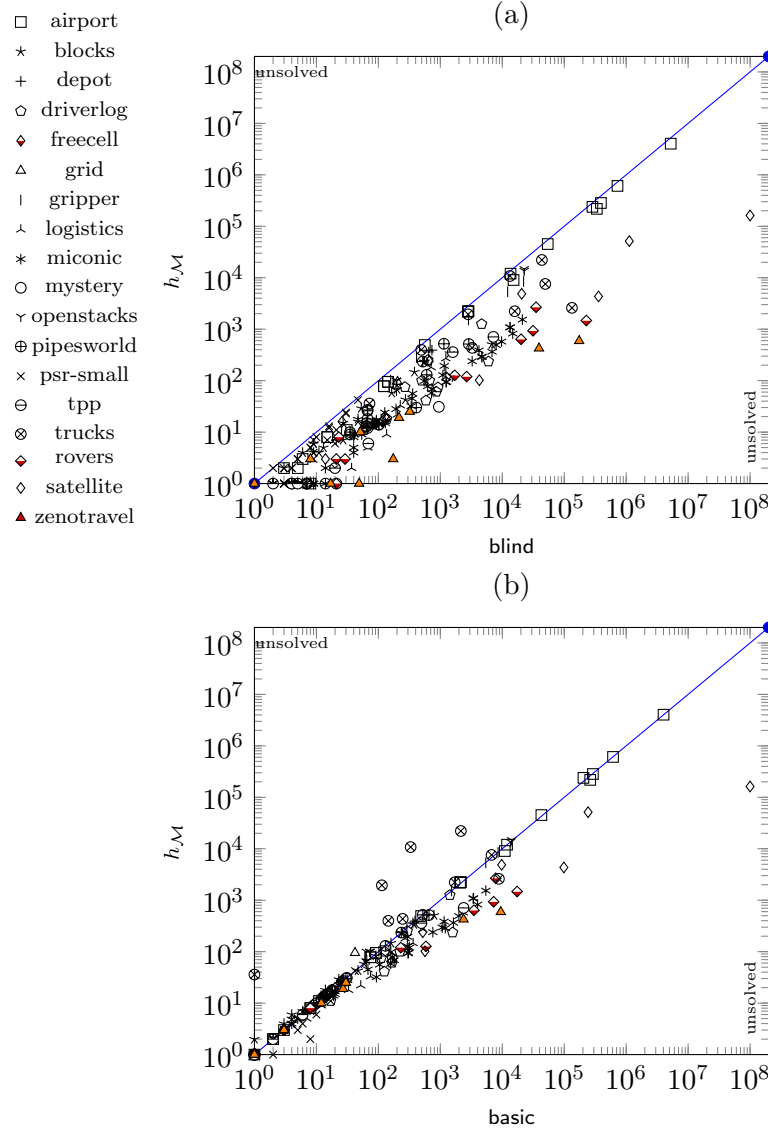 (a)
airport
blocks
depot
driverlog
freecell
grid
gripper
logistics
miconic
mystery
openstacks
pipesworld
psr-small
tpp
trucks
rovers
satellite
zenotravel
10^8
10^7
10^6
10^5
10^4
10^3
10^2
10^1
10^0
h_ℳ
unsolved
unsolved
10^0 10^1 10^2 10^3 10^4 10^5 10^6 10^7 10^8
blind
(b)
10^8
10^7
10^6
10^5
10^4
10^3
10^2
10^1
10^0
h_ℳ
unsolved
unsolved
10^0 10^1 10^2 10^3 10^4 10^5 10^6 10^7 10^8
basic